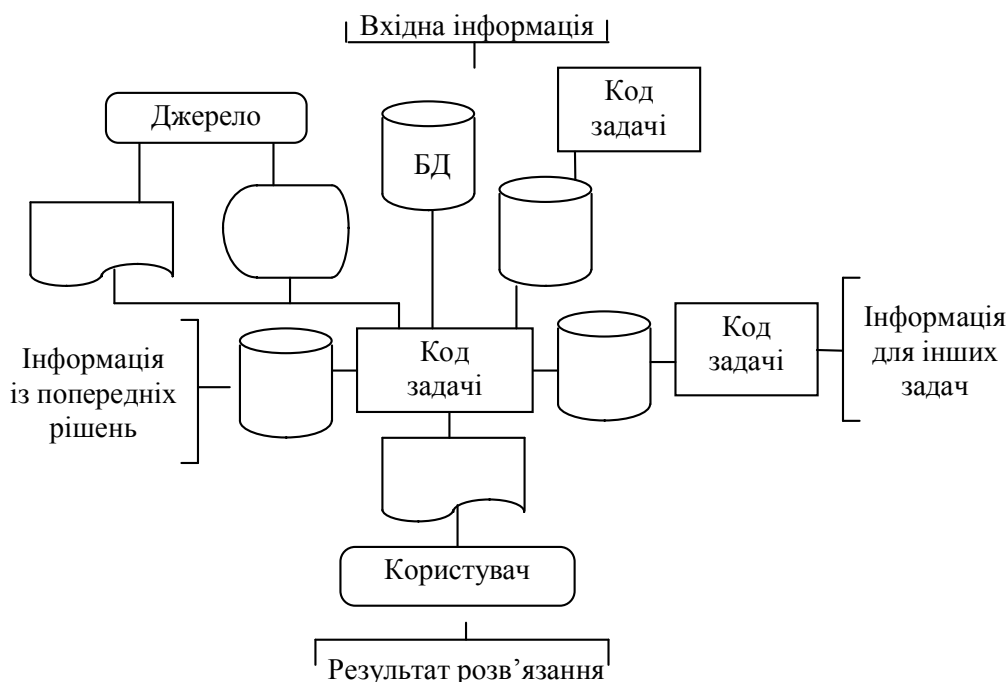 Вхідна інформація
Код
задачі
Джерело
БД
Інформація
із попередніх
рішень
Код
задачі
Код
задачі
Інформація
для інших
задач
Користувач
Результат розв’язання